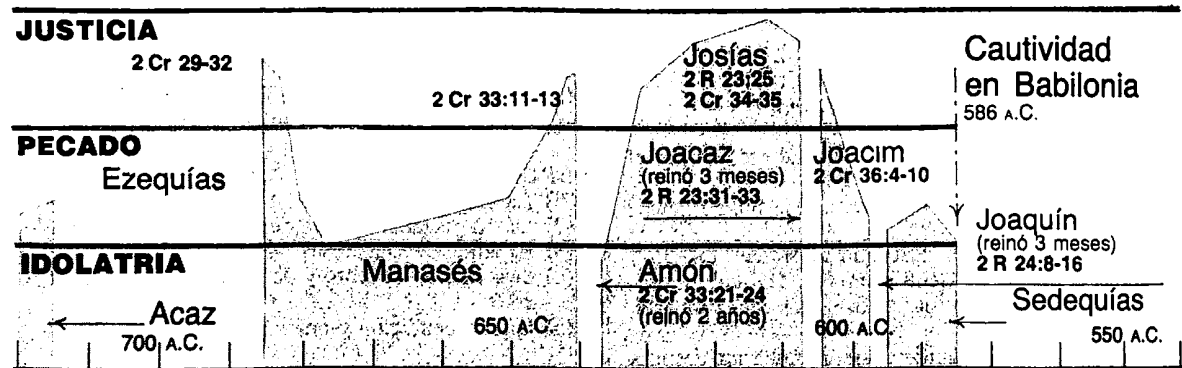 JUSTICIA
2 Cr 29-32
2 Cr 33:11-13
Josías
2 R 23:25
2 Cr 34-35
Cautividad
en Babilonia
586 A.C.
PECADO
Ezequías
Joacaz
(reinó 3 meses)
2 R 23:31-33
Joacim
2 Cr 36:4-10
Joaquín
(reinó 3 meses)
2 R 24:8-16
IDOLATRIA
Manasés
Amón
2 Cr 33:21-24
(reinó 2 años)
Sedequías
Acaz
700 A.C.
650 A.C.
600 A.C.
550 A.C.